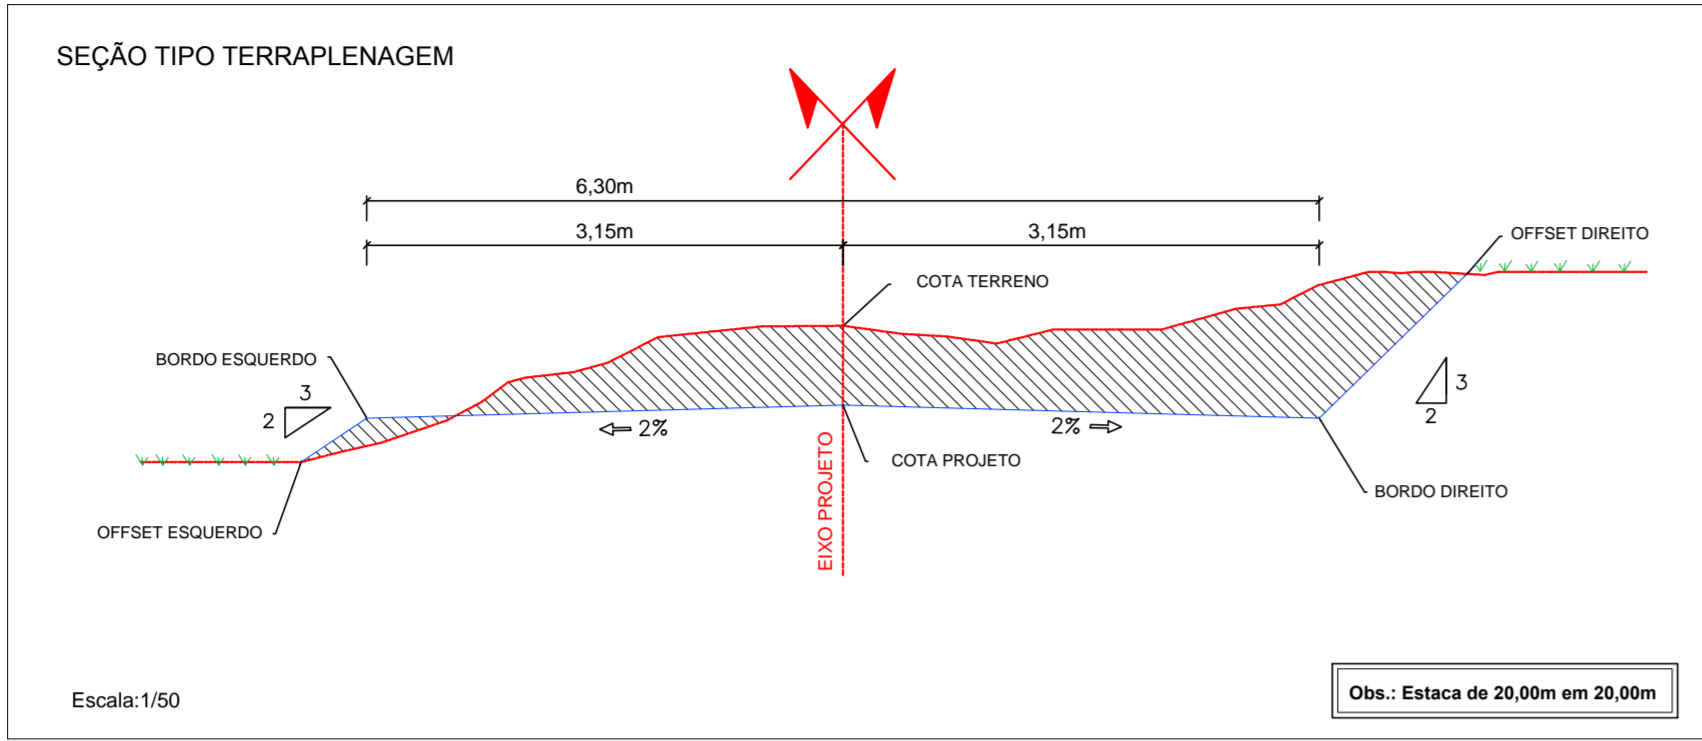 SEÇÃO TIPO TERRAPLENAGEM
6,30m
3,15m
3,15m
OFFSET DIREITO
COTA TERRENO
BORDO ESQUERDO
3
2
3
2
2%
2%
EIXO PROJETO
COTA PROJETO
BORDO DIREITO
OFFSET ESQUERDO
Escala:1/50
Obs.: Estaca de 20,00m em 20,00m